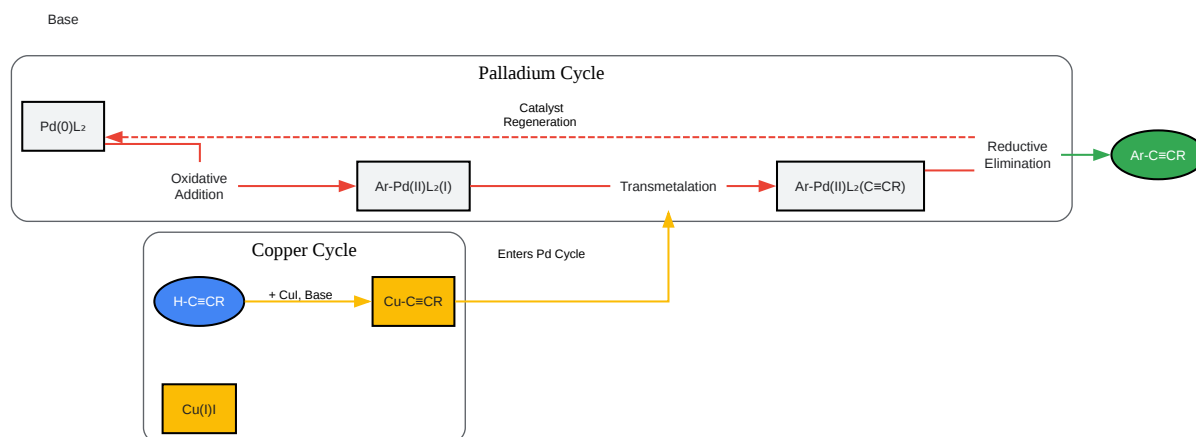 Base
Palladium Cycle
Catalyst
Regeneration
Pd(0)L₂
Reductive
Elimination
Ar-C≡CR
Oxidative
Addition
Ar-Pd(II)L₂(I)
Transmetalation
Ar-Pd(II)L₂(C≡CR)
Copper Cycle
Enters Pd Cycle
H-C≡CR
+ CuI, Base
Cu-C≡CR
Cu(I)I